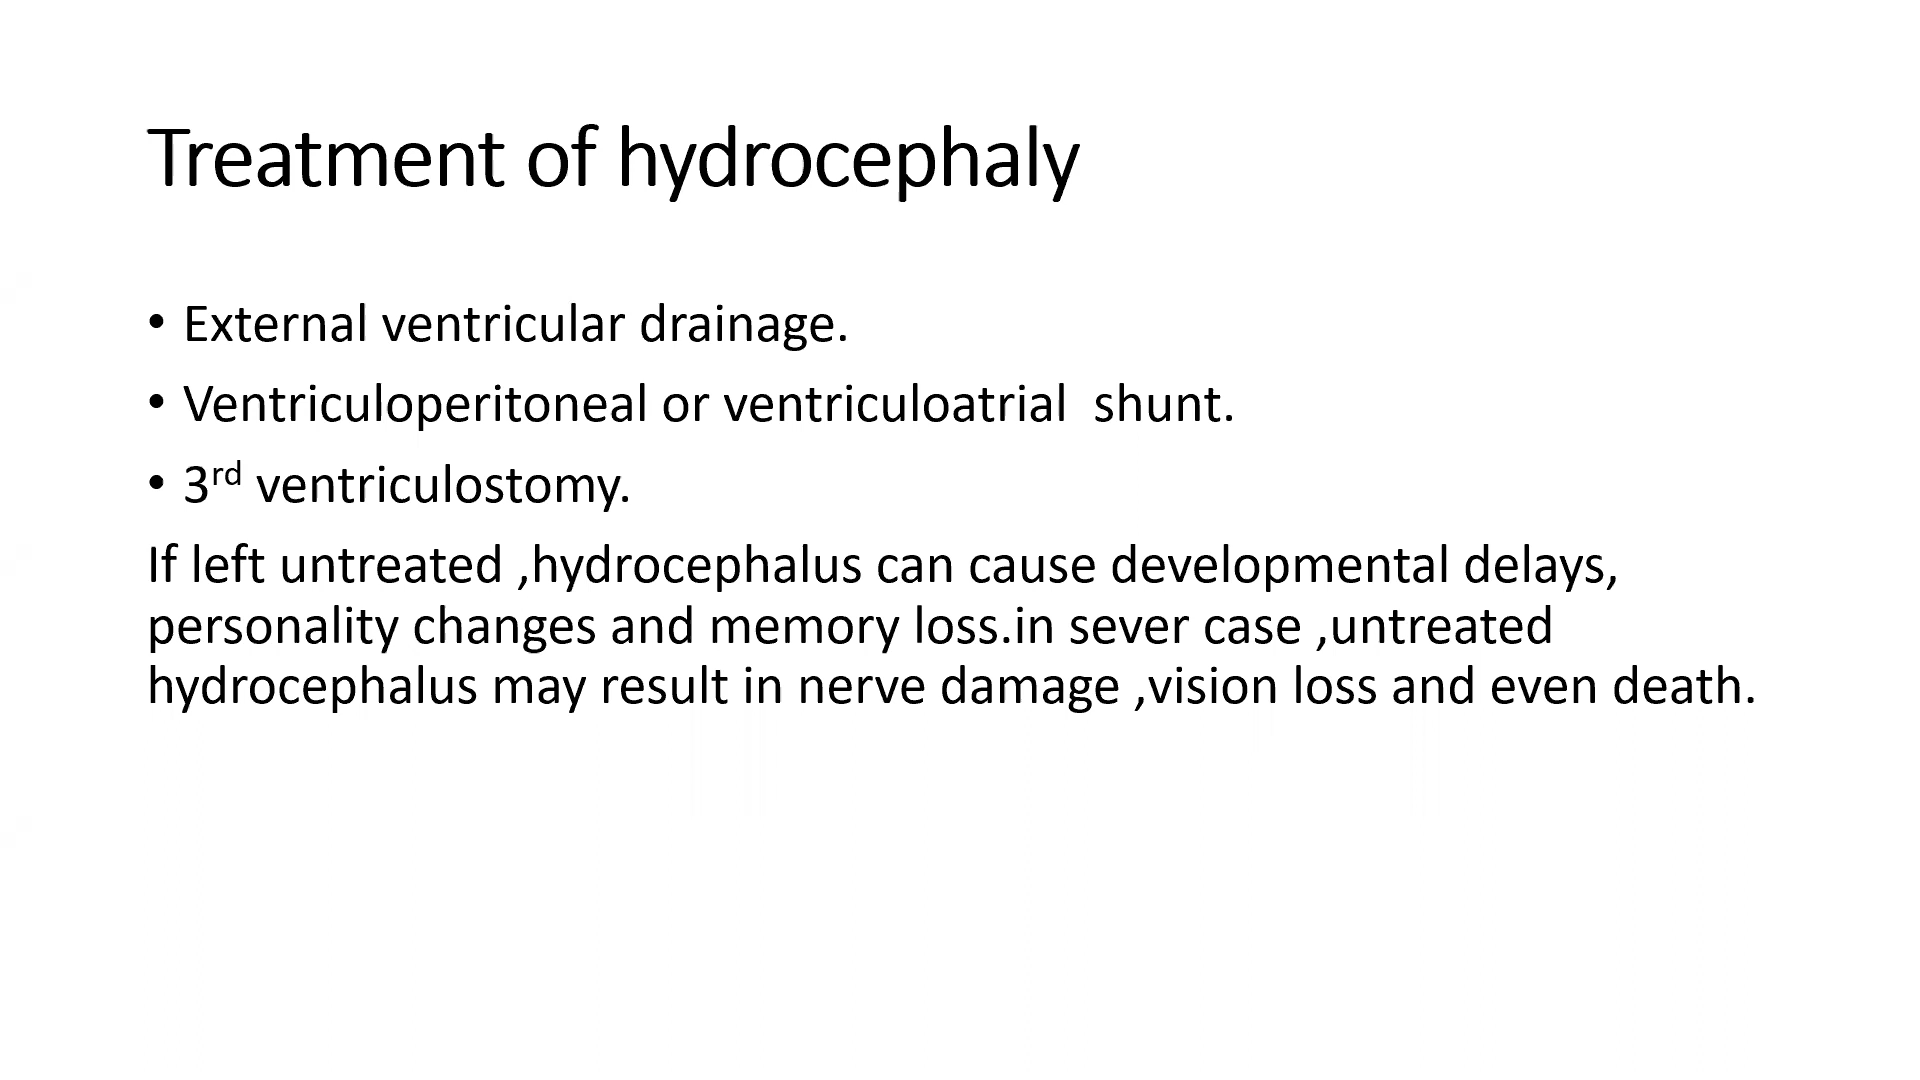 Treatment of hydrocephaly
• External ventricular drainage.
• Ventriculoperitoneal or ventriculoatrial  shunt.
• 3rd ventriculostomy.
If left untreated ,hydrocephalus can cause developmental delays,
personality changes and memory loss.in sever case ,untreated
hydrocephalus may result in nerve damage ,vision loss and even death.